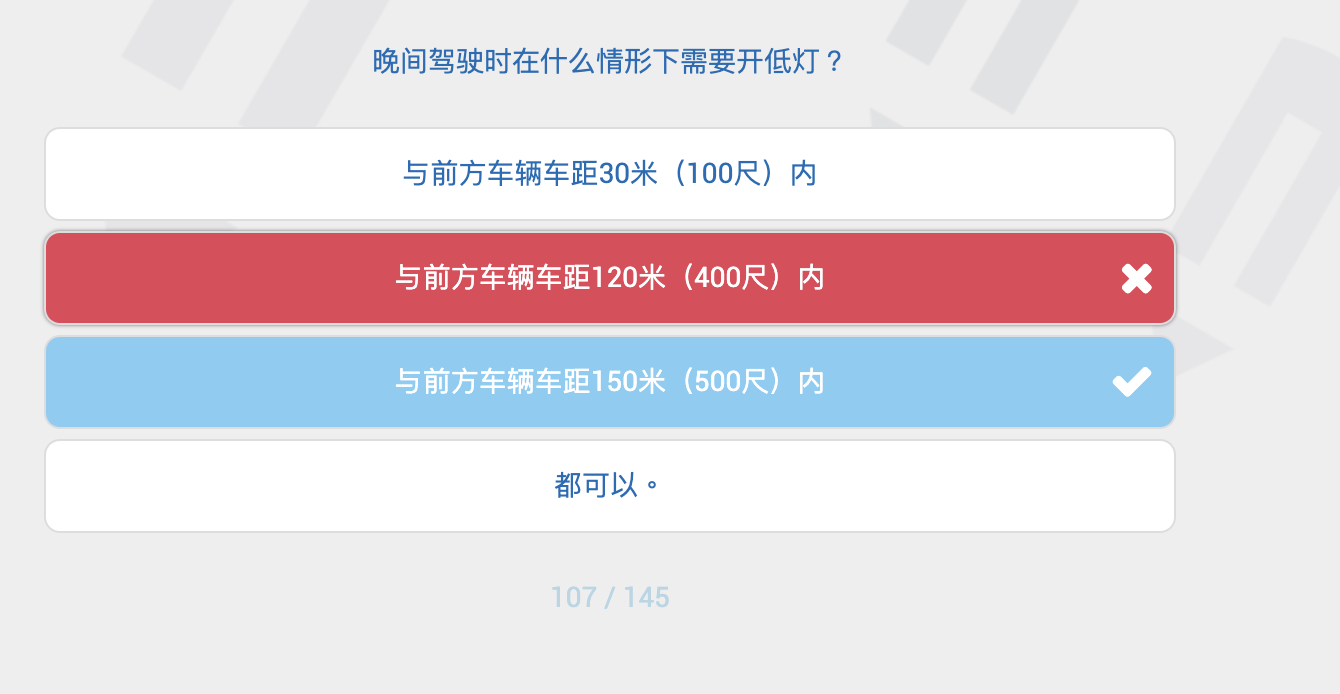 晚间驾驶时在什么情形下需要开低灯？
与前方车辆车距30米（100尺）内
与前方车辆车距120米（400尺）内
与前方车辆车距150米（500尺）内
都可以。
107 / 145